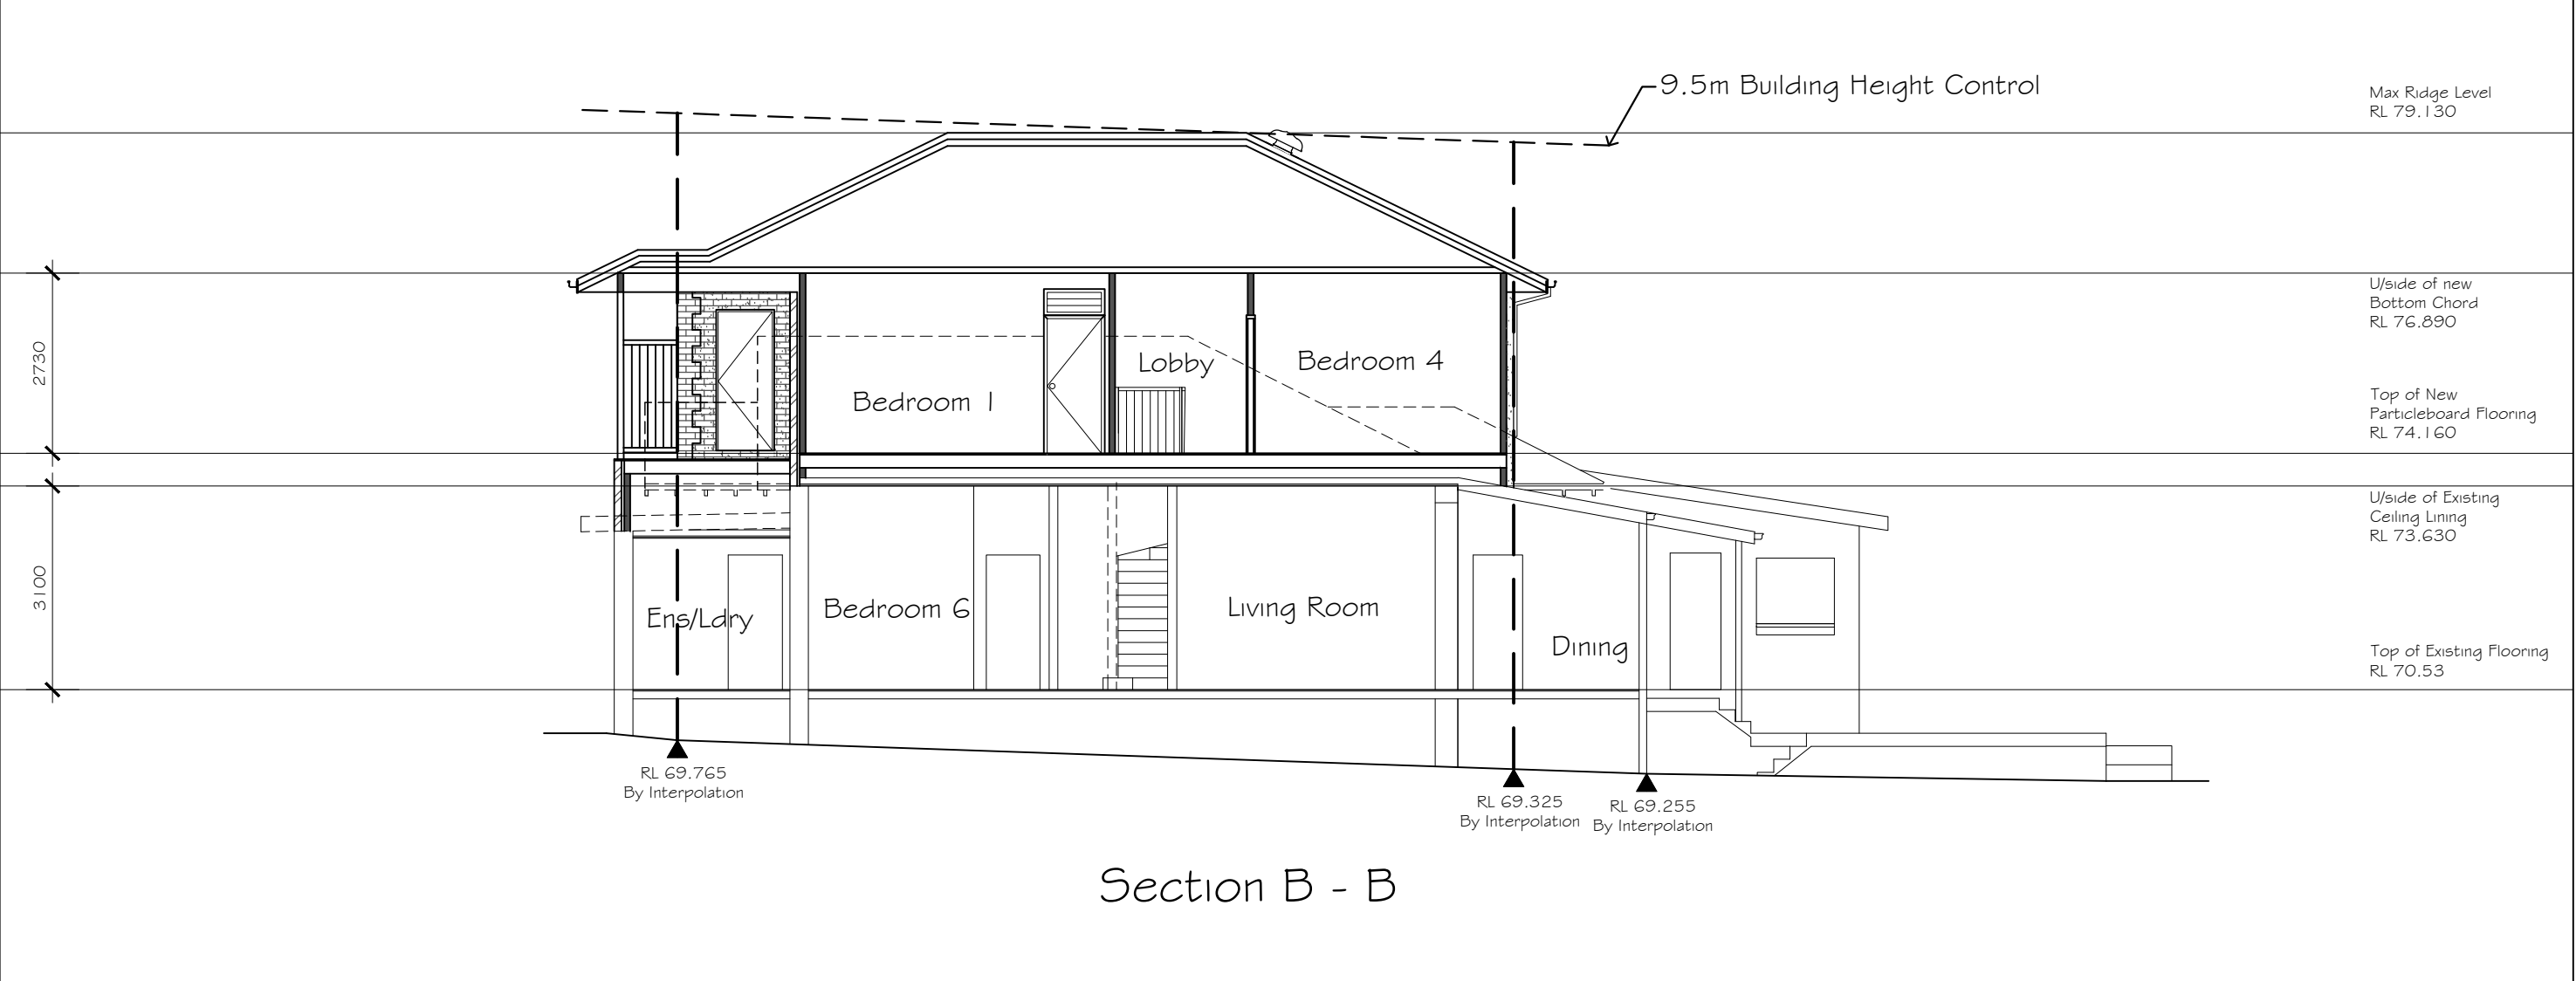 9.5m Building Height Control
Max Ridge Level
RL 79.130
U/side of new
Bottom Chord
RL 76.890
2730
Lobby
Bedroom 4
Bedroom 1
Top of New
Particleboard Flooring
RL 74.160
U/side of Existing
Ceiling Lining
RL 73.630
3100
Ens/Ldry
Bedroom 6
Living Room
Dining
Top of Existing Flooring
RL 70.53
RL 69.765
By Interpolation
RL 69.325
By Interpolation
RL 69.255
By Interpolation
Section B - B